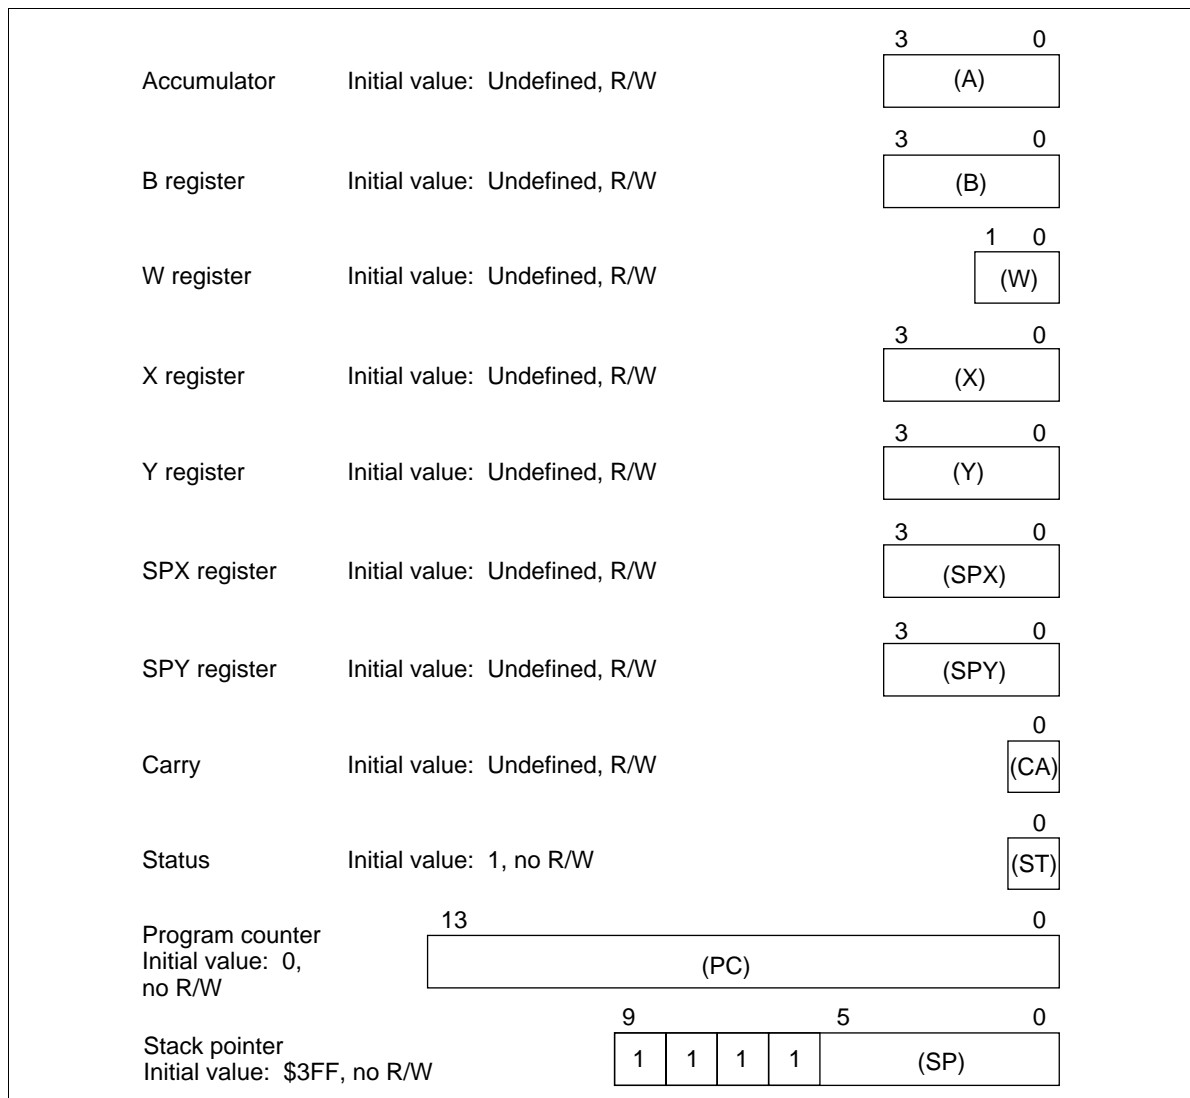 3 0
Accumulator Initial value: Undefined, R/W (A)
3 0
B register Initial value: Undefined, R/W (B)
1 0
W register Initial value: Undefined, R/W (W)
3 0
X register Initial value: Undefined, R/W (X)
3 0
Y register Initial value: Undefined, R/W (Y)
3 0
SPX register Initial value: Undefined, R/W (SPX)
3 0
SPY register Initial value: Undefined, R/W (SPY)
0
Carry Initial value: Undefined, R/W (CA)
0
Status Initial value: 1, no R/W (ST)
13 0
Program counter
Initial value: 0, (PC)
no R/W
9 5 0
Stack pointer
Initial value: $3FF, no R/W 1 1 1 1 (SP)